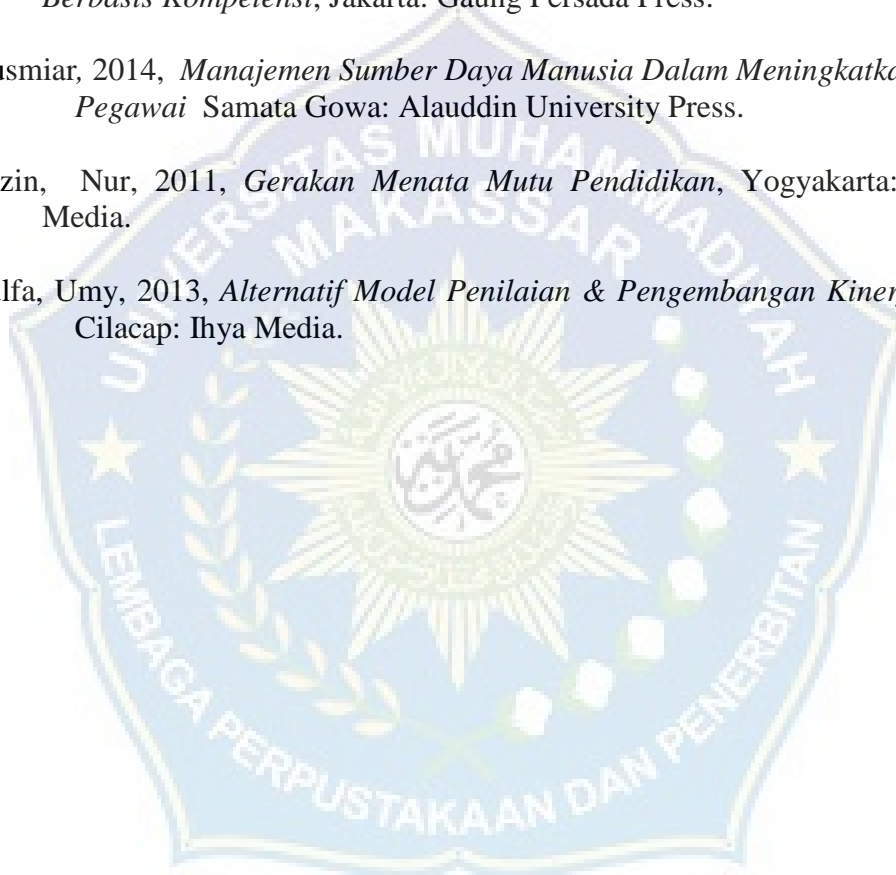 Berbasis Kompetensi, Jakarta: Gaung Persada Press.
usmiar, 2014, Manajemen Sumber Daya Manusia Dalam Meningkatka
Pegawai Samata Gowa: Alauddin University Press.
zin, Nur, 2011, Gerakan Menata Mutu Pendidikan, Yogyakarta:
Media.
lfa, Umy, 2013, Alternatif Model Penilaian & Pengembangan Kiner
Cilacap: Ihya Media.
UNIVERSITAS MUHAMMADIYAH
MAKASSAR
محمد
LEMBAGA PERPUSTAKAAN DAN PENERBITAN